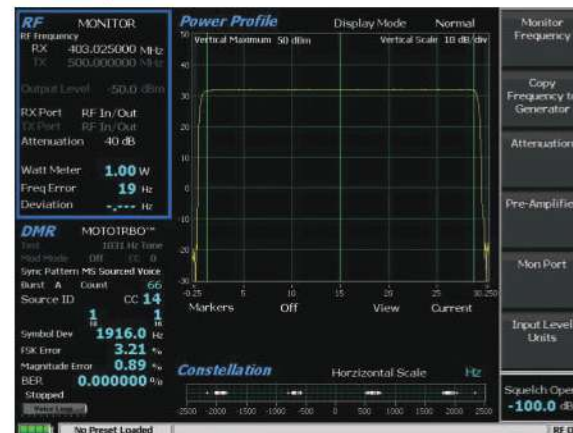 RF MONITOR
RF Frequency
RX 403.025000 MHz
TX 500.000000 MHz
Output Level -50.0 dBm
RX Port RF In/Out
TX Port RF In/Out
Attenuation 40 dB
Watt Meter 1.00 W
Freq Error 19 Hz
Deviation -.--- Hz
DMR MOTOTRBO™
Test 1031 Hz Tone
Mod Mode Off CC 0
Sync Pattern MS Sourced Voice
Burst A Count 66
Source ID CC 14
1 1
16 16
Symbol Dev 1916.0 Hz
FSK Error 3.21 %
Magnitude Error 0.89 %
BER 0.000000 %
Stopped
No Preset Loaded
Power Profile Display Mode Normal
Vertical Maximum 50 dBm Vertical Scale 10 dB/div
50
40
30
20
10
0
-10
-20
-30
-0.25 5 10 15 20 25 30.250
Markers Off View Current
Constellation Horzizontal Scale Hz
-2500 -2000 -1500 -1000 -500 0 500 1000 1500 2000 2500
Monitor
Frequency
Copy
Frequency to
Generator
Attenuation
Pre-Amplifie
Mon Port
Input Level
Units
Squelch Open
-100.0 dB
RF O